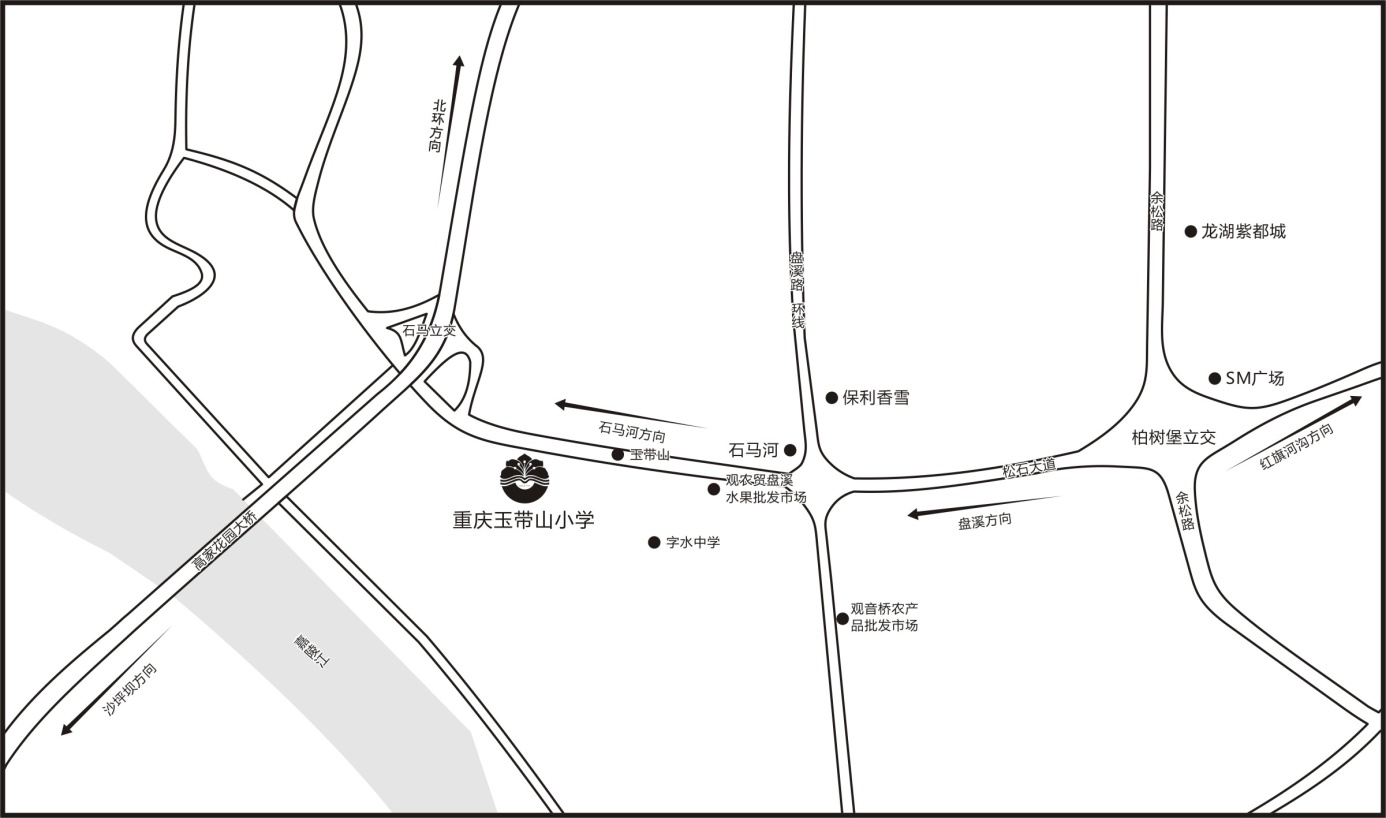 北环方向
余松路
龙湖紫都城
盘溪路 环线
石马立交
SM广场
保利香雪
石马河方向
柏树堡立交
红旗河沟方向
石马河
玉带山
松石大道
观农贸盘溪
水果批发市场
余松路
盘溪方向
重庆玉带山小学
高家花园大桥
字水中学
观音桥农产
品批发市场
嘉陵江
沙坪坝方向